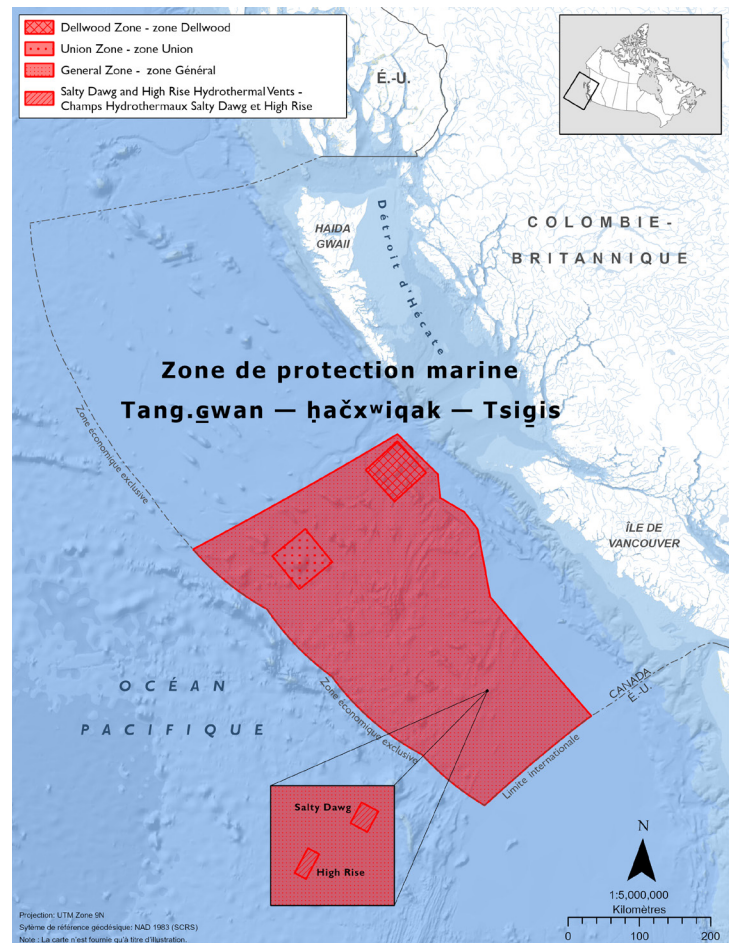 Dellwood Zone - zone Dellwood
Union Zone - zone Union
General Zone - zone Général
Salty Dawg and High Rise Hydrothermal Vents -
Champs Hydrothermaux Salty Dawg et High Rise
É.-U.
HAIDA
GWAII
Détroit d'Hécate
COLOMBIE-
BRITANNIQUE
Zone de protection marine
Tang.ɢ̲wan — ḥačxʷiqak — Tsig̲is
Zone économique exclusive
ÎLE DE
VANCOUVER
OCÉAN
PACIFIQUE
Zone économique exclusive
CANADA
É.-U.
Limite internationale
Salty Dawg
High Rise
N
1:5,000,000
Kilomètres
0 100 200
Projection: UTM Zone 9N
Sytème de référence géodésique: NAD 1983 (SCRS)
Note : La carte n'est fournie qu'à titre d'illustration.